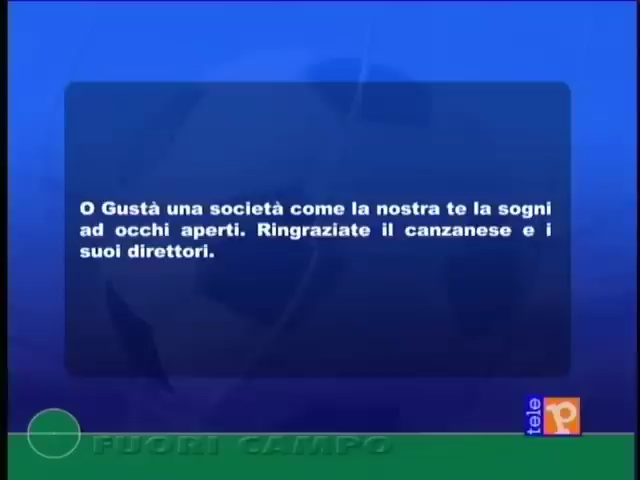 O Gustà una società come la nostra te la sogni
ad occhi aperti. Ringraziate il canzanese e i
suoi direttori.
tele p
FUORI CAMPO